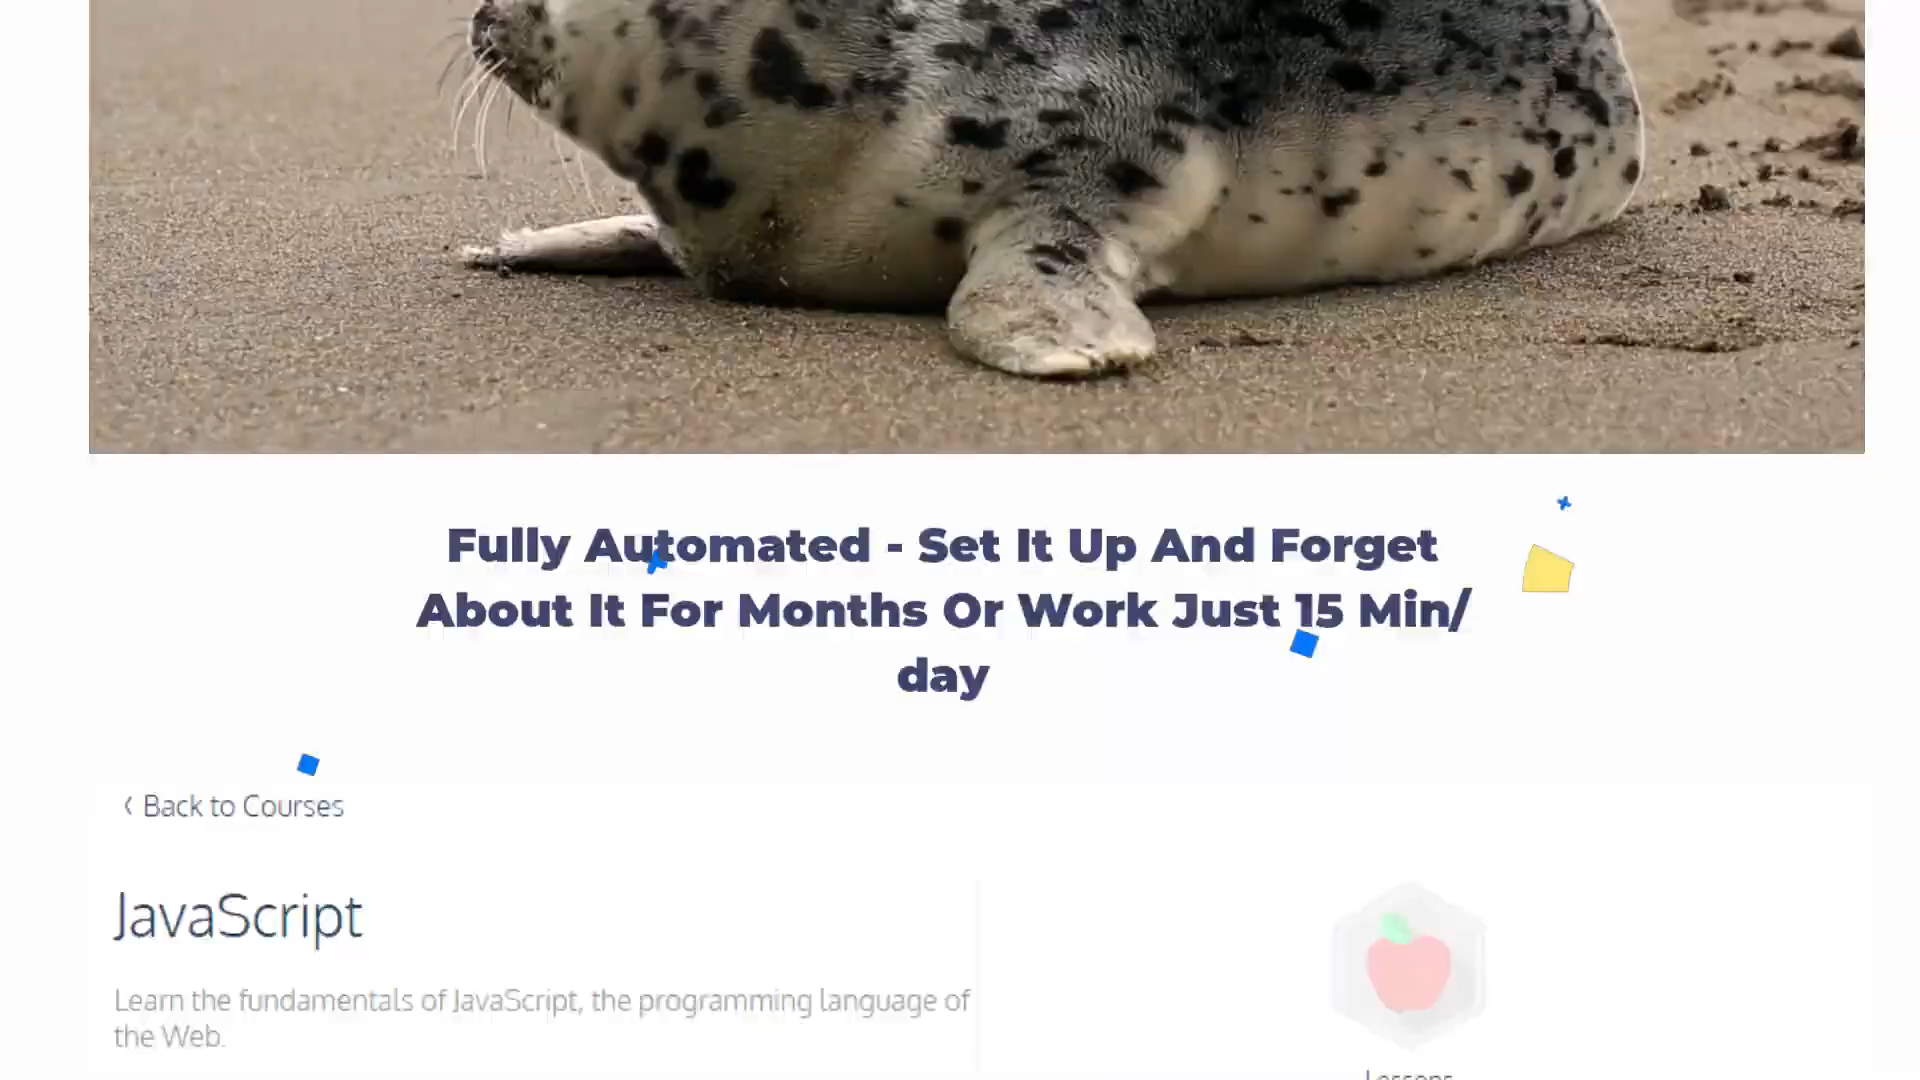 Fully Automated - Set It Up And Forget
About It For Months Or Work Just 15 Min/
day
Back to Courses
JavaScript
Learn the fundamentals of JavaScript, the programming language of
the Web.
Lessons